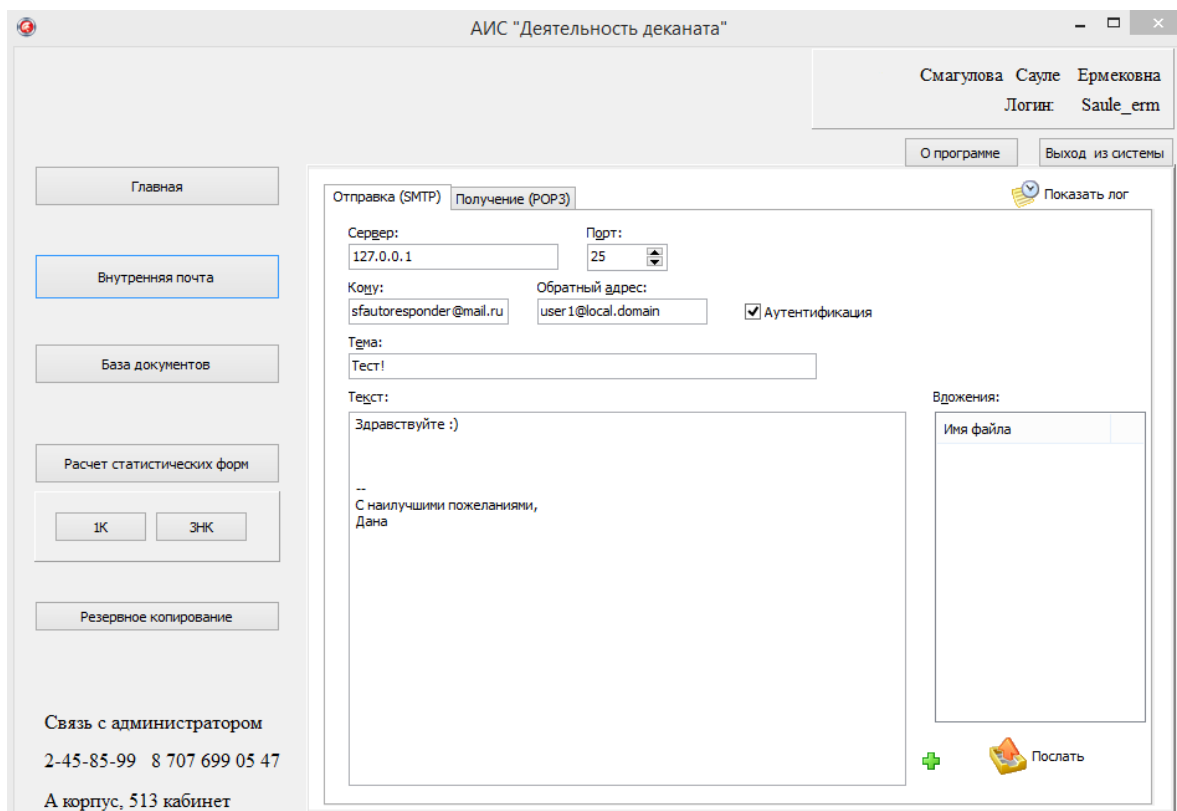 АИС "Деятельность деканата"
Смагулова Сауле Ермековна
Логин: Saule_erm
О программе Выход из системы
Главная
Внутренняя почта
База документов
Расчет статистических форм
1К 3НК
Резервное копирование
Связь с администратором
2-45-85-99 8 707 699 05 47
А корпус, 513 кабинет
Отправка (SMTP) Получение (POP3) Показать лог
Сервер: Порт:
127.0.0.1 25
Кому: Обратный адрес:
sfautoresponder@mail.ru user1@local.domain Аутентификация
Тема:
Тест!
Текст: Вложения:
Здравствуйте :) Имя файла
--
С наилучшими пожеланиями,
Дана
Послать